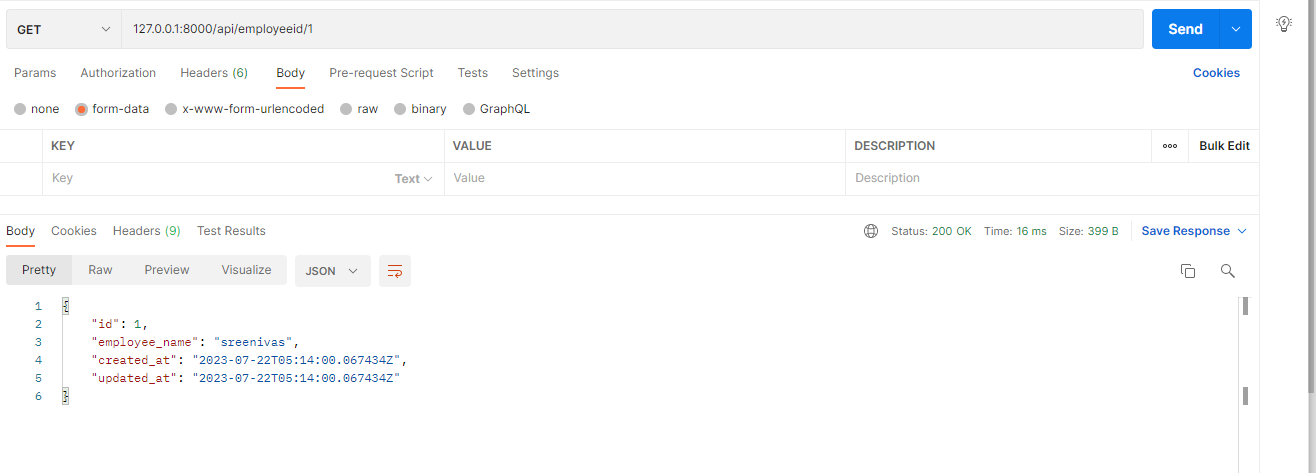 GET 127.0.0.1:8000/api/employeeid/1 Send
Params Authorization Headers (6) Body Pre-request Script Tests Settings Cookies
none form-data x-www-form-urlencoded raw binary GraphQL
KEY VALUE DESCRIPTION ooo Bulk Edit
Key Text Value Description
Body Cookies Headers (9) Test Results Status: 200 OK Time: 16 ms Size: 399 B Save Response
Pretty Raw Preview Visualize JSON
1 {
2 "id": 1,
3 "employee_name": "sreenivas",
4 "created_at": "2023-07-22T05:14:00.067434Z",
5 "updated_at": "2023-07-22T05:14:00.067434Z"
6 }